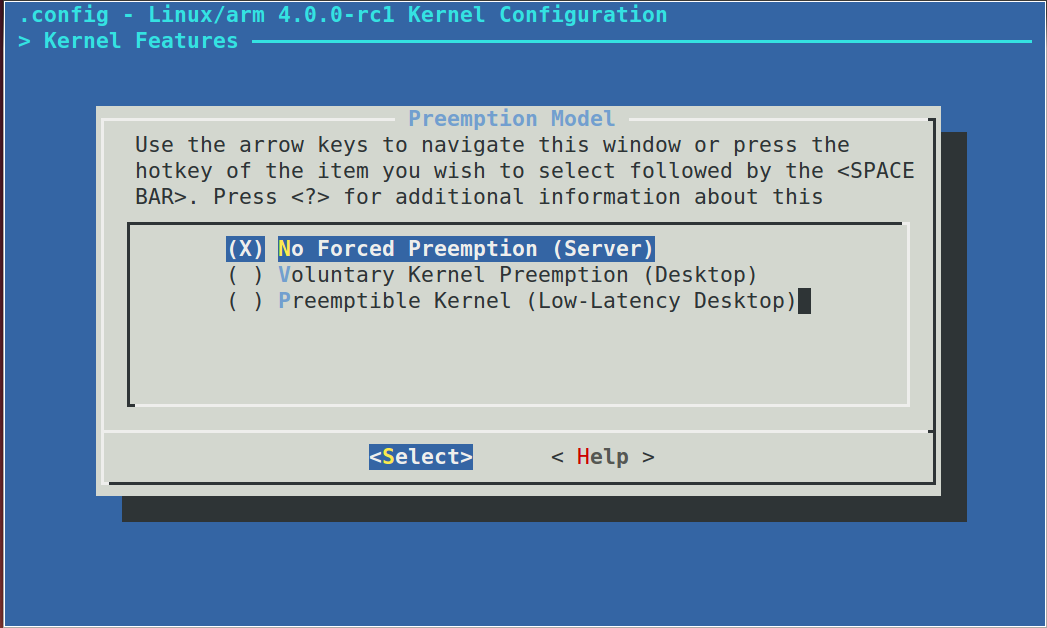 .config - Linux/arm 4.0.0-rc1 Kernel Configuration
> Kernel Features
Preemption Model
Use the arrow keys to navigate this window or press the
hotkey of the item you wish to select followed by the <SPACE
BAR>. Press <?> for additional information about this
(X) No Forced Preemption (Server)
( ) Voluntary Kernel Preemption (Desktop)
( ) Preemptible Kernel (Low-Latency Desktop)
<Select> < Help >